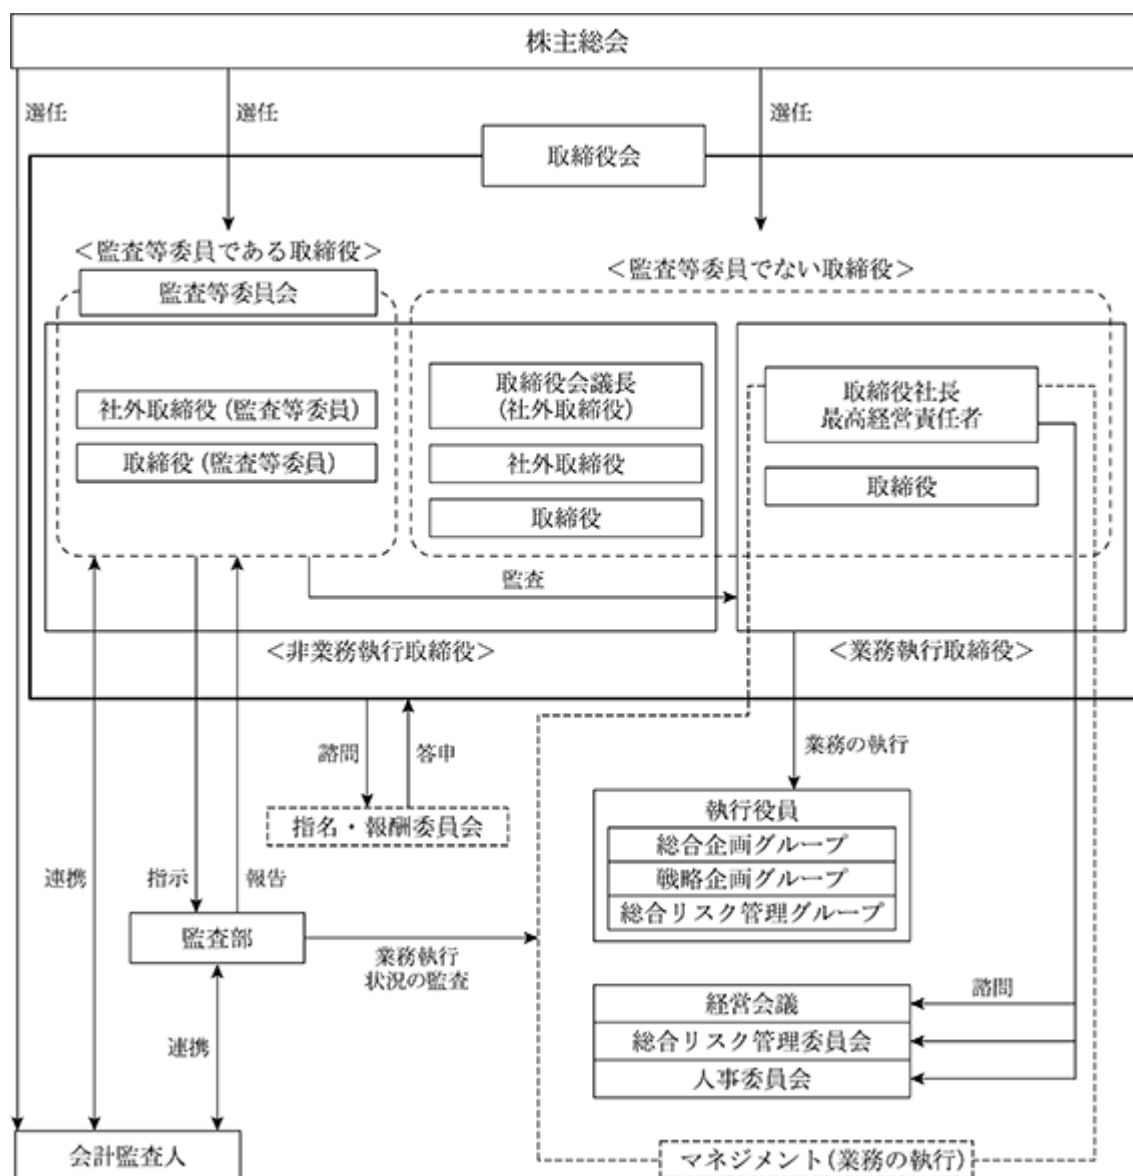 株主総会
選任
選任
選任
取締役会
＜監査等委員である取締役＞
監査等委員会
＜監査等委員でない取締役＞
社外取締役（監査等委員）
取締役（監査等委員）
取締役会議長
（社外取締役）
社外取締役
取締役
取締役社長
最高経営責任者
取締役
監査
＜非業務執行取締役＞
＜業務執行取締役＞
諮問
答申
業務の執行
指名・報酬委員会
執行役員
総合企画グループ
戦略企画グループ
総合リスク管理グループ
連携
指示
報告
監査部
業務執行
状況の監査
諮問
経営会議
総合リスク管理委員会
人事委員会
連携
会計監査人
マネジメント（業務の執行）